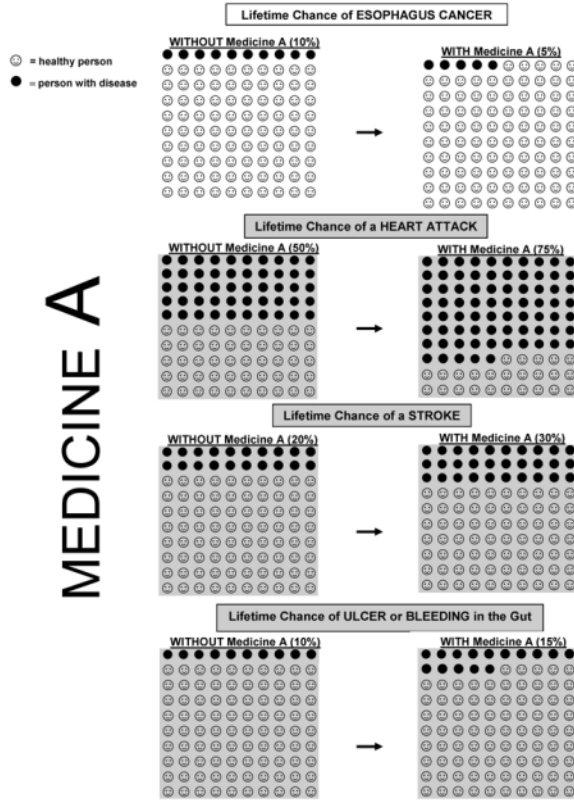 Lifetime Chance of ESOPHAGUS CANCER
WITHOUT Medicine A (10%)
WITH Medicine A (5%)
= healthy person
= person with disease
Lifetime Chance of a HEART ATTACK
WITHOUT Medicine A (50%)
WITH Medicine A (75%)
MEDICINE A
Lifetime Chance of a STROKE
WITHOUT Medicine A (20%)
WITH Medicine A (30%)
Lifetime Chance of ULCER or BLEEDING in the Gut
WITHOUT Medicine A (10%)
WITH Medicine A (15%)